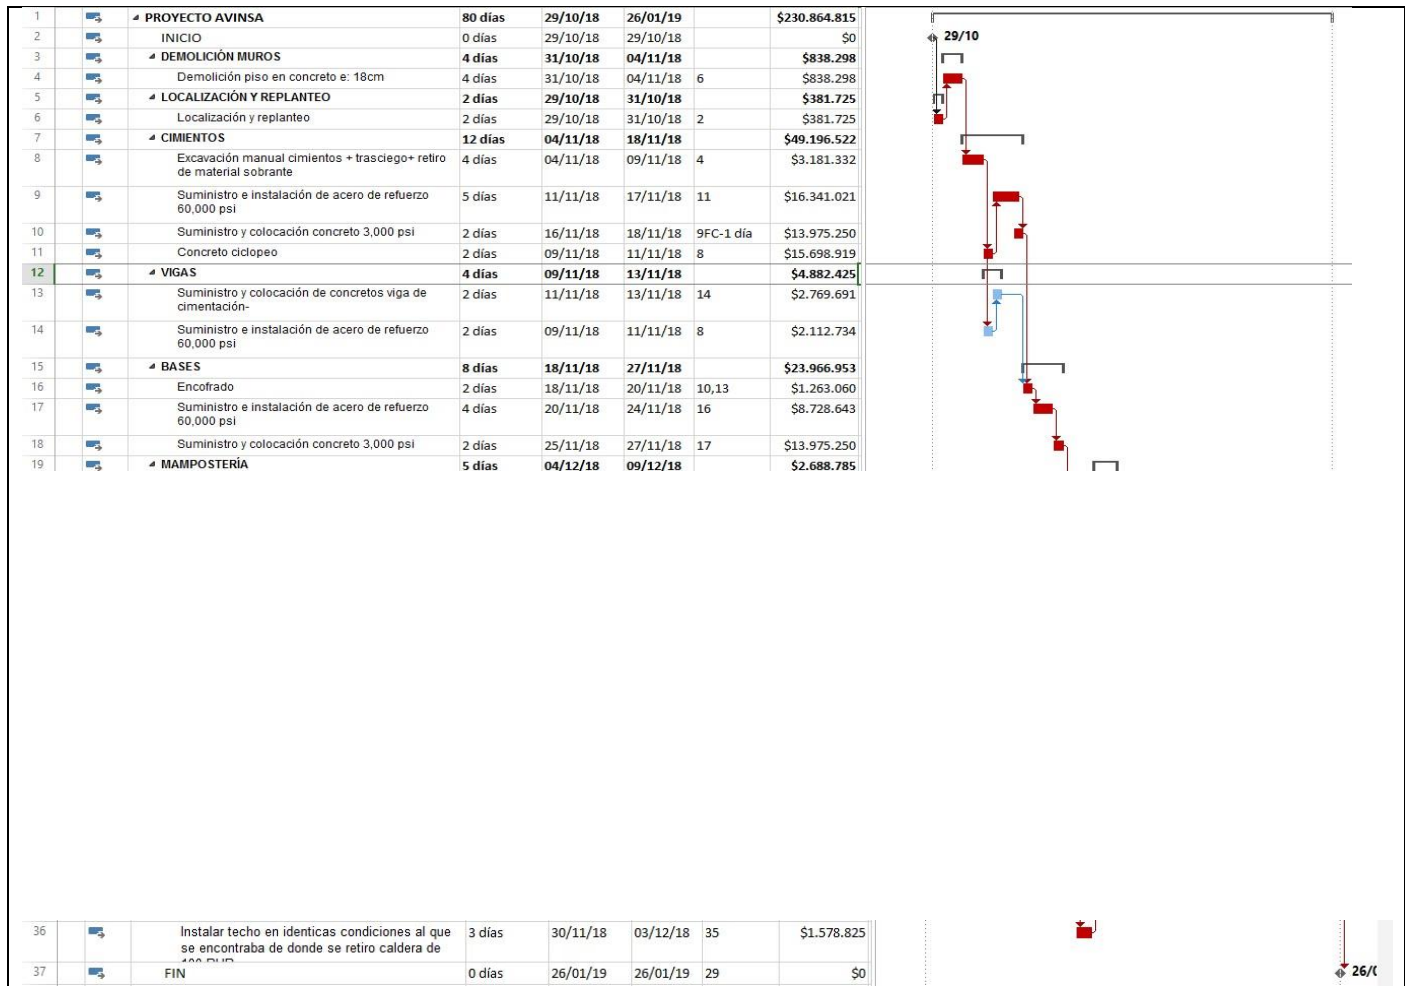 1 PROYECTO AVINSA 80 días 29/10/18 26/01/19 $230.864.815
2 INICIO 0 días 29/10/18 29/10/18 $0 29/10
3 DEMOLICIÓN MUROS 4 días 31/10/18 04/11/18 $838.298
4 Demolición piso en concreto e: 18cm 4 días 31/10/18 04/11/18 6 $838.298
5 LOCALIZACIÓN Y REPLANTEO 2 días 29/10/18 31/10/18 $381.725
6 Localización y replanteo 2 días 29/10/18 31/10/18 2 $381.725
7 CIMIENTOS 12 días 04/11/18 18/11/18 $49.196.522
8 Excavación manual cimientos + trasciego+ retiro 4 días 04/11/18 09/11/18 4 $3.181.332
de material sobrante
9 Suministro e instalación de acero de refuerzo 5 días 11/11/18 17/11/18 11 $16.341.021
60,000 psi
10 Suministro y colocación concreto 3,000 psi 2 días 16/11/18 18/11/18 9FC-1 día $13.975.250
11 Concreto ciclopeo 2 días 09/11/18 11/11/18 8 $15.698.919
12 VIGAS 4 días 09/11/18 13/11/18 $4.882.425
13 Suministro y colocación de concretos viga de 2 días 11/11/18 13/11/18 14 $2.769.691
cimentación-
14 Suministro e instalación de acero de refuerzo 2 días 09/11/18 11/11/18 8 $2.112.734
60,000 psi
15 BASES 8 días 18/11/18 27/11/18 $23.966.953
16 Encofrado 2 días 18/11/18 20/11/18 10,13 $1.263.060
17 Suministro e instalación de acero de refuerzo 4 días 20/11/18 24/11/18 16 $8.728.643
60,000 psi
18 Suministro y colocación concreto 3,000 psi 2 días 25/11/18 27/11/18 17 $13.975.250
19 MAMPOSTERÍA 5 días 04/12/18 09/12/18 $2.688.785
36 Instalar techo en identicas condiciones al que 3 días 30/11/18 03/12/18 35 $1.578.825
se encontraba de donde se retiro caldera de
37 FIN 0 días 26/01/19 26/01/19 29 $0